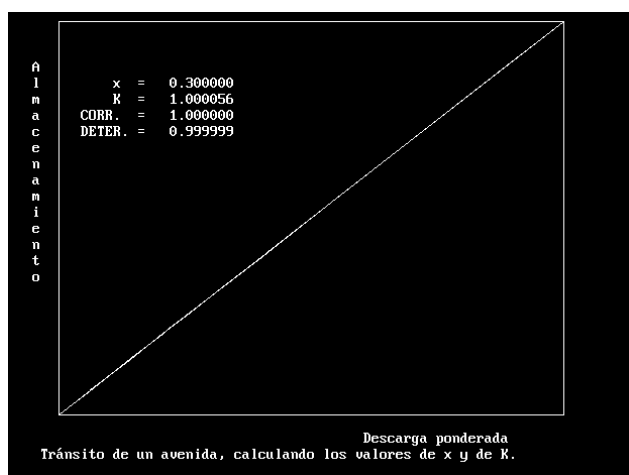 Almacenamiento
x = 0.300000
K = 1.000056
CORR. = 1.000000
DETER. = 0.999999
Descarga ponderada
Tránsito de un avenida, calculando los valores de x y de K.